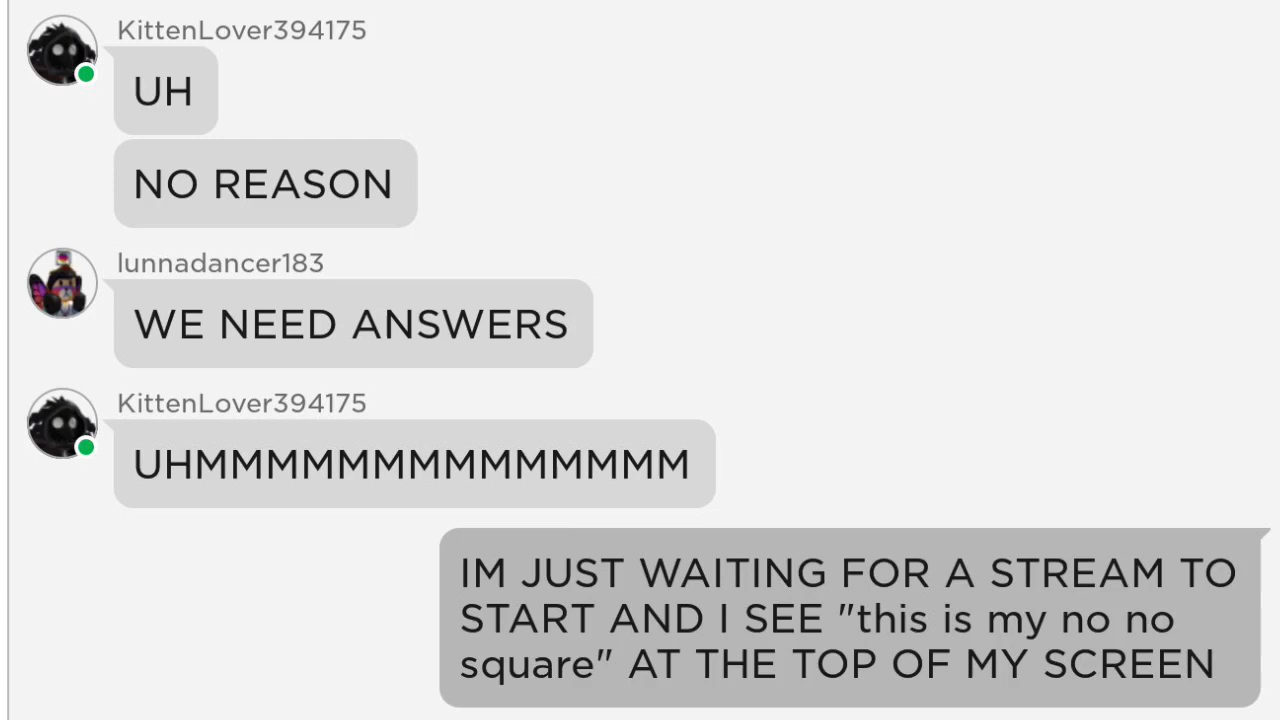 KittenLover394175
UH
NO REASON
lunnadancer183
WE NEED ANSWERS
KittenLover394175
UHMMMMMMMMMMMMMM
IM JUST WAITING FOR A STREAM TO
START AND I SEE "this is my no no
square" AT THE TOP OF MY SCREEN